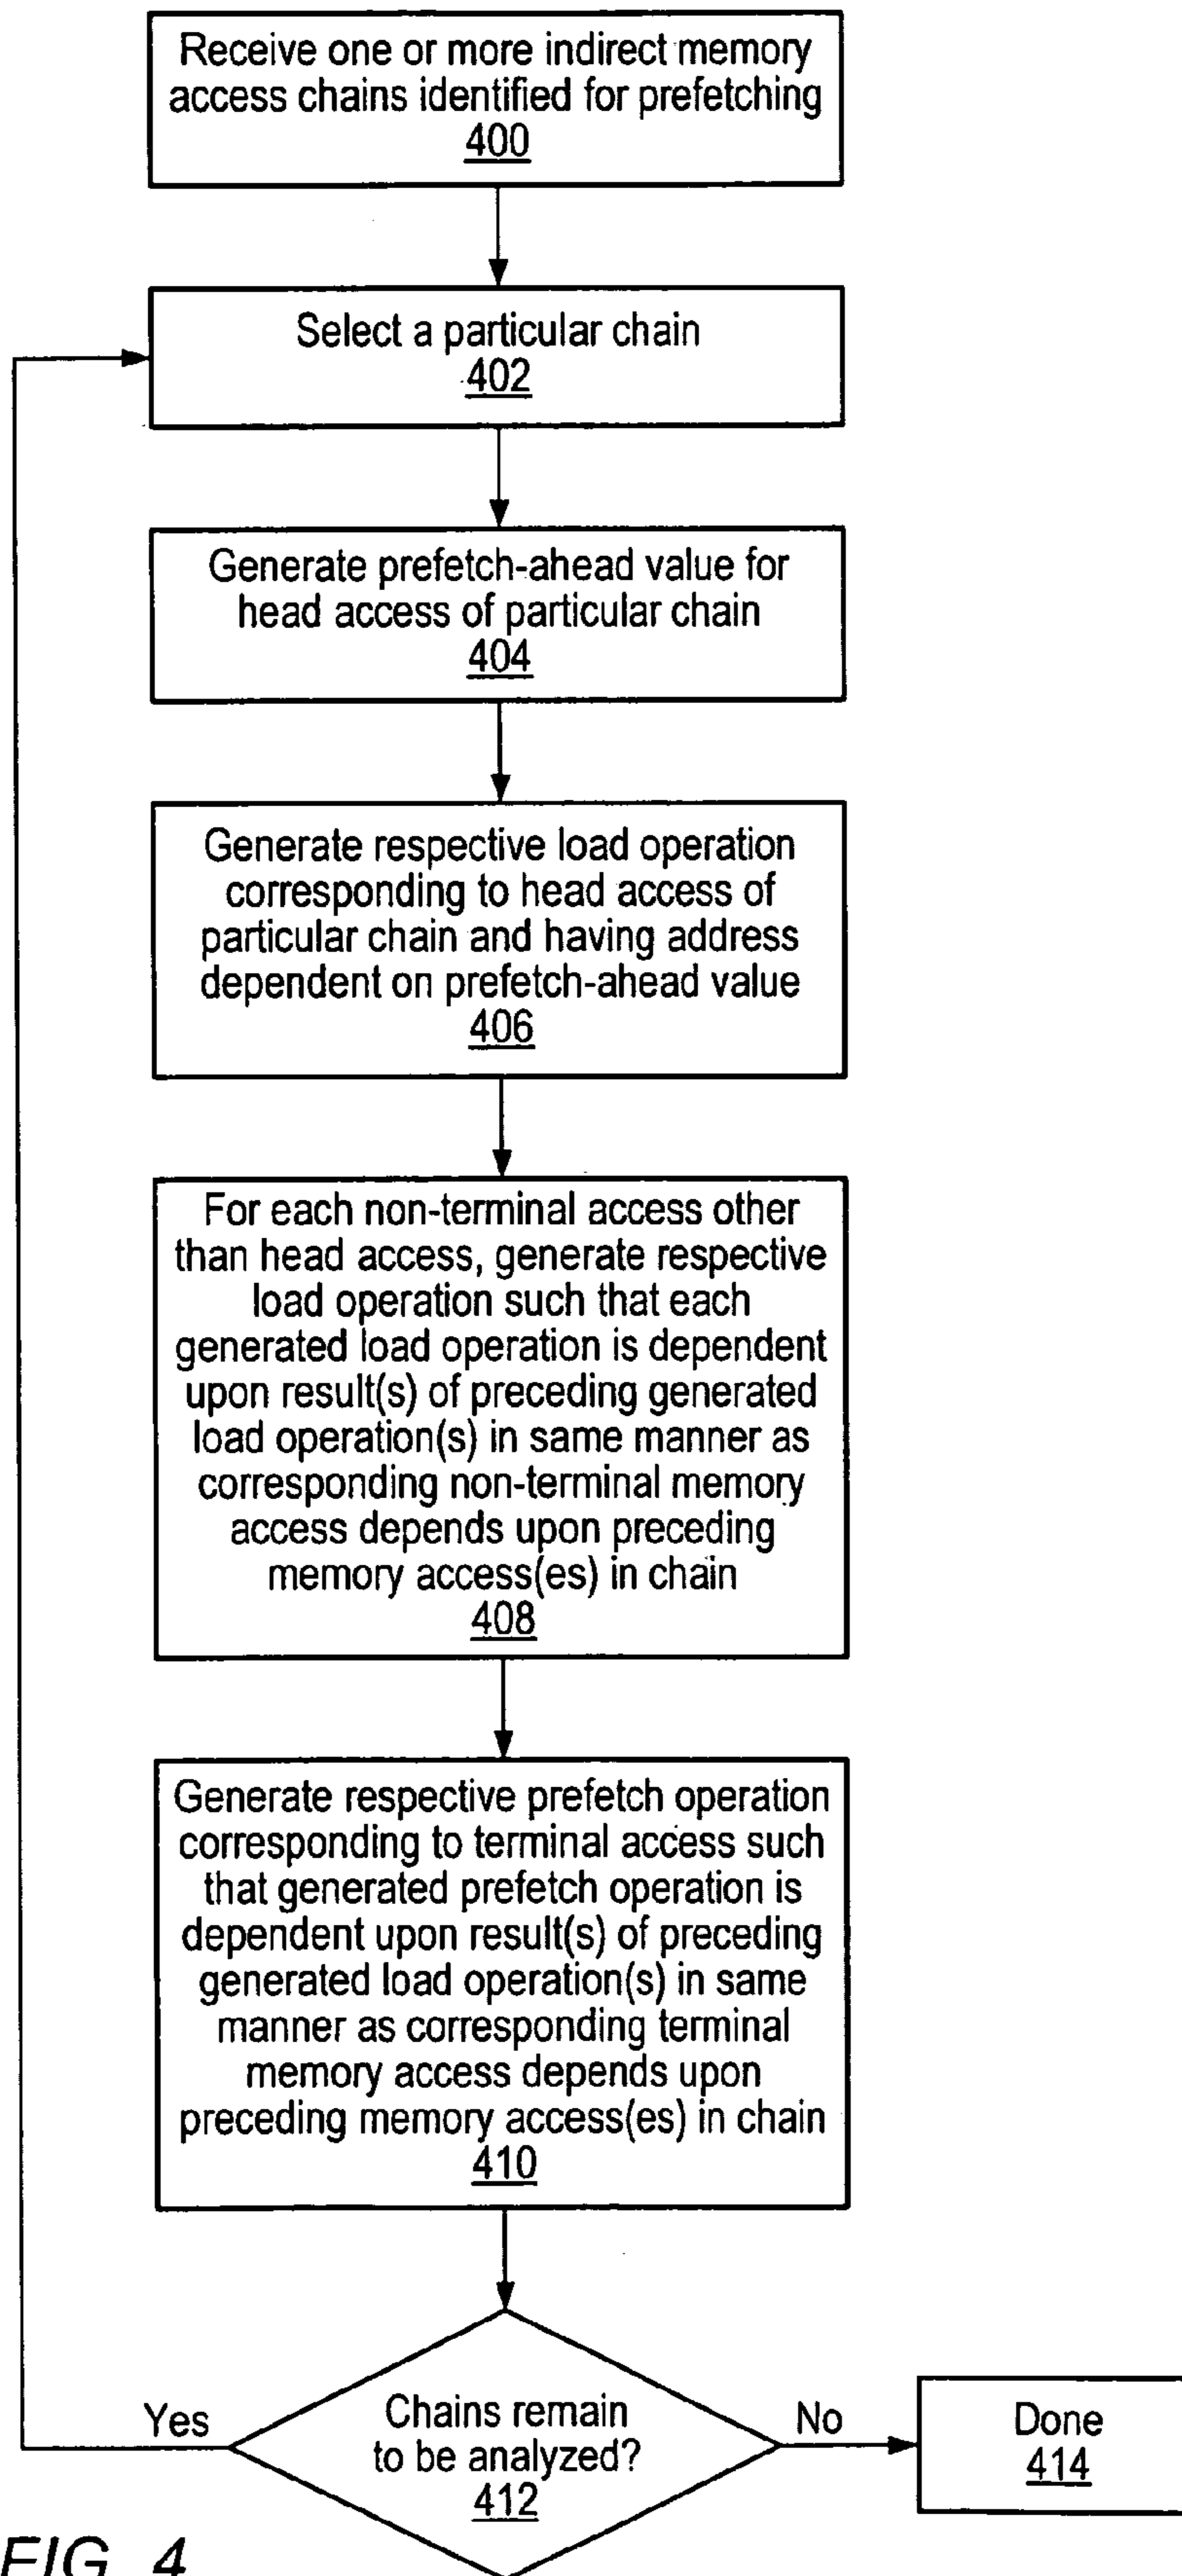 Receive one or more indirect memory
access chains identified for prefetching
400
Select a particular chain
402
Generate prefetch-ahead value for
head access of particular chain
404
Generate respective load operation
corresponding to head access of
particular chain and having address
dependent on prefetch-ahead value
406
For each non-terminal access other
than head access, generate respective
load operation such that each
generated load operation is dependent
upon result(s) of preceding generated
load operation(s) in same manner as
corresponding non-terminal memory
access depends upon preceding
memory access(es) in chain
408
Generate respective prefetch operation
corresponding to terminal access such
that generated prefetch operation is
dependent upon result(s) of preceding
generated load operation(s) in same
manner as corresponding terminal
memory access depends upon
preceding memory access(es) in chain
410
Yes
Chains remain
to be analyzed?
412
No
Done
414
FIG. 4